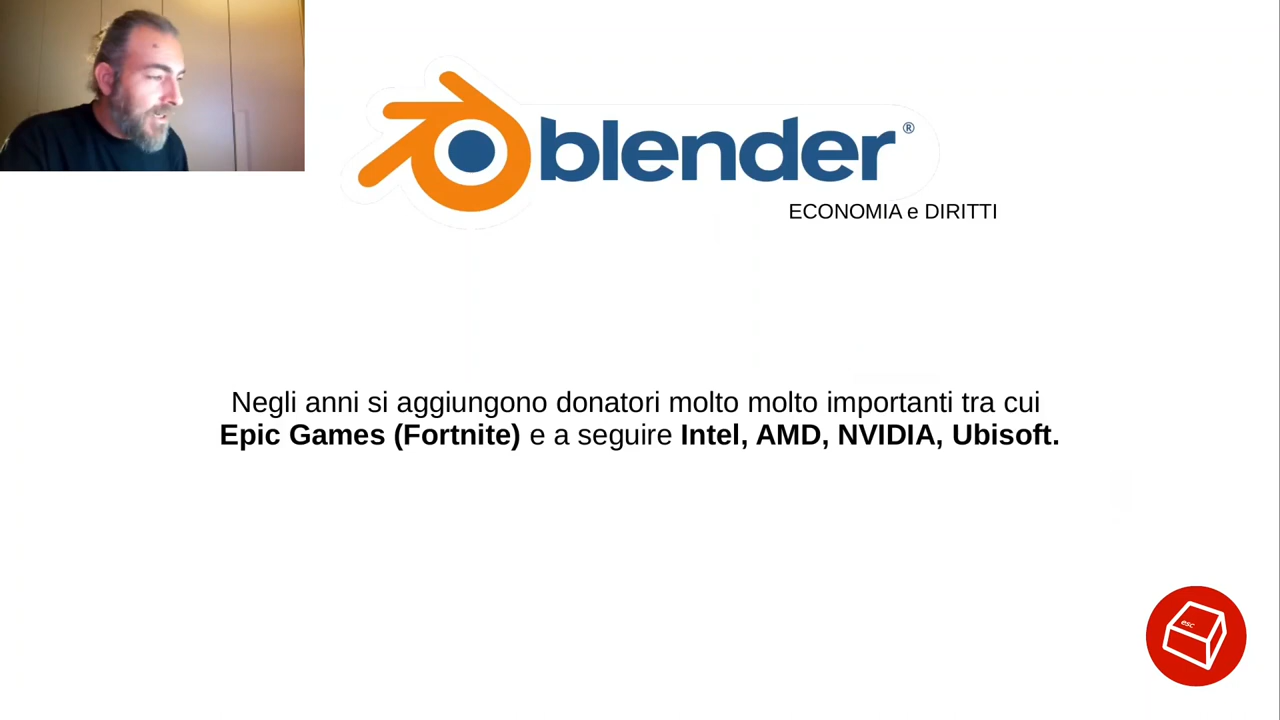 blender®
ECONOMIA e DIRITTI
Negli anni si aggiungono donatori molto molto importanti tra cui
Epic Games (Fortnite) e a seguire Intel, AMD, NVIDIA, Ubisoft.
esc